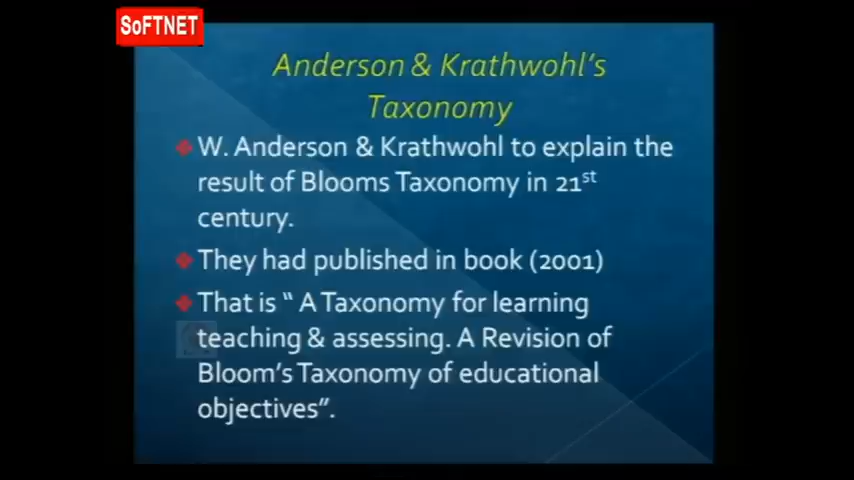 SoFTNET
Anderson & Krathwohl's
Taxonomy
W. Anderson & Krathwohl to explain the
result of Blooms Taxonomy in 21st
century.
They had published in book (2001)
That is “ A Taxonomy for learning
teaching & assessing. A Revision of
Bloom's Taxonomy of educational
objectives”.